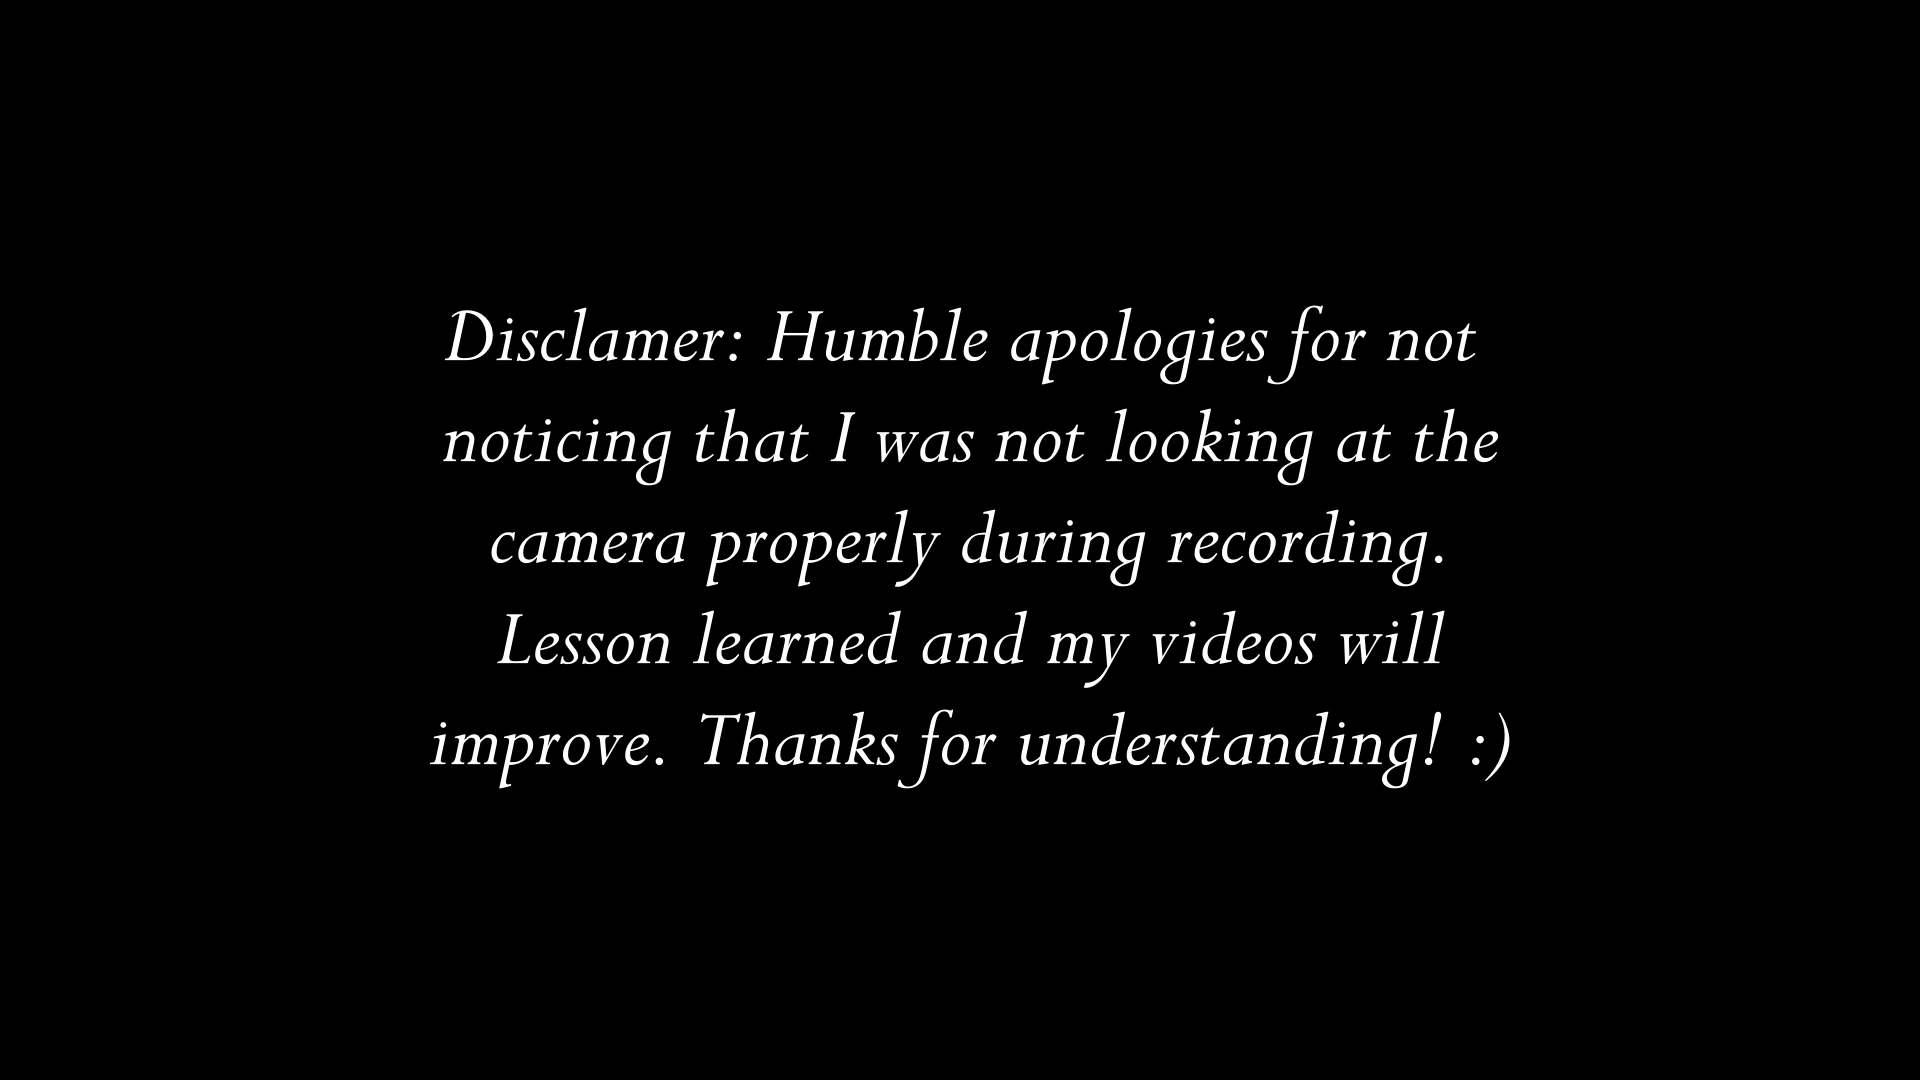 Disclamer: Humble apologies for not
noticing that I was not looking at the
camera properly during recording.
Lesson learned and my videos will
improve. Thanks for understanding! :)